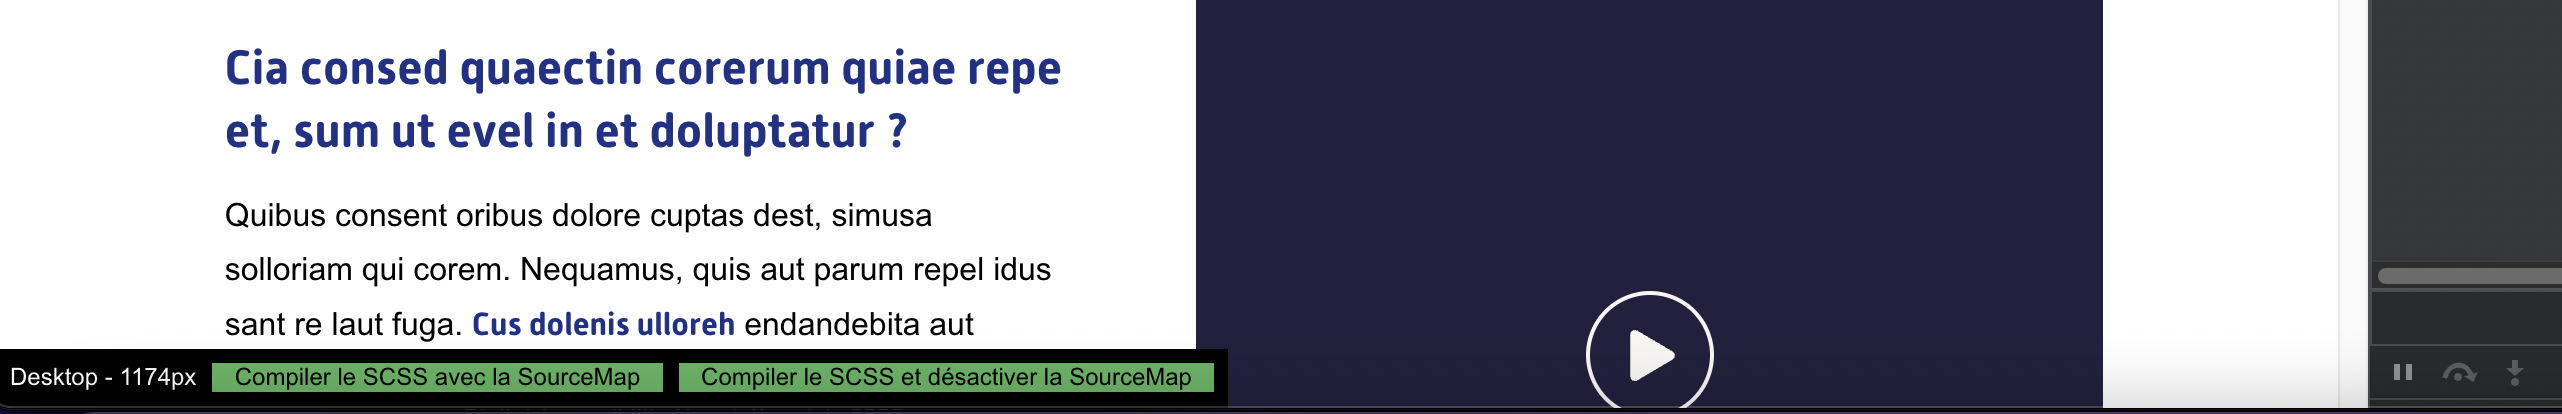 Cia consed quaectin corerum quiae repe
et, sum ut evel in et doluptatur ?
Quibus consent oribus dolore cuptas dest, simusa
solloriam qui corem. Nequamus, quis aut parum repel idus
sant re laut fuga. Cus dolenis ulloreh endandebita aut
Desktop - 1174px Compiler le SCSS avec la SourceMap Compiler le SCSS et désactiver la SourceMap